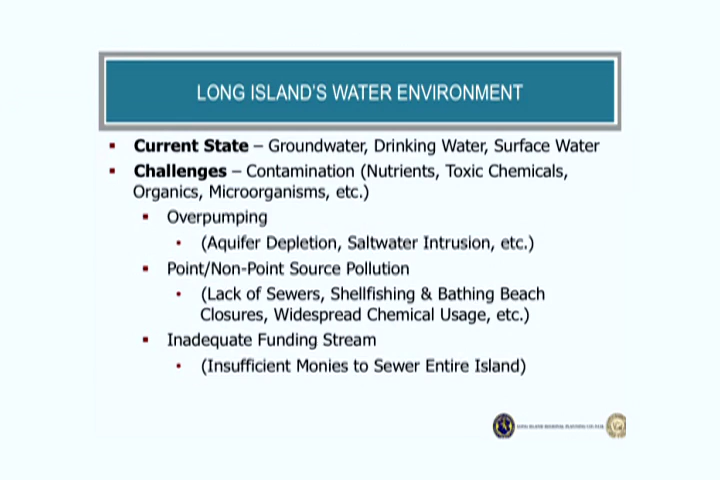 LONG ISLAND'S WATER ENVIRONMENT
▪ Current State – Groundwater, Drinking Water, Surface Water
▪ Challenges – Contamination (Nutrients, Toxic Chemicals,
Organics, Microorganisms, etc.)
▪ Overpumping
• (Aquifer Depletion, Saltwater Intrusion, etc.)
▪ Point/Non-Point Source Pollution
• (Lack of Sewers, Shellfishing & Bathing Beach
Closures, Widespread Chemical Usage, etc.)
▪ Inadequate Funding Stream
• (Insufficient Monies to Sewer Entire Island)